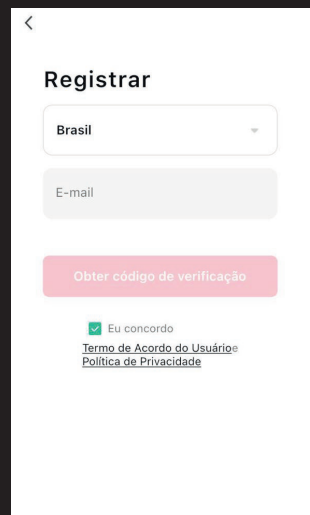 Registrar
Brasil
E-mail
Obter código de verificação
Eu concordo
Termo de Acordo do Usuárioe
Política de Privacidade